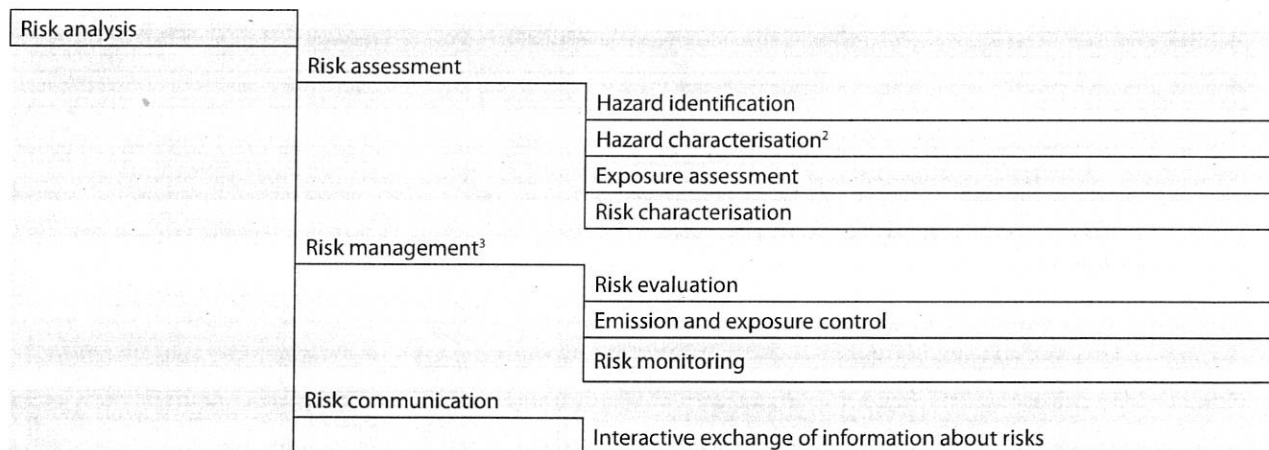 Risk analysis
Risk assessment
Hazard identification
Hazard characterisation²
Exposure assessment
Risk characterisation
Risk management³
Risk evaluation
Emission and exposure control
Risk monitoring
Risk communication
Interactive exchange of information about risks